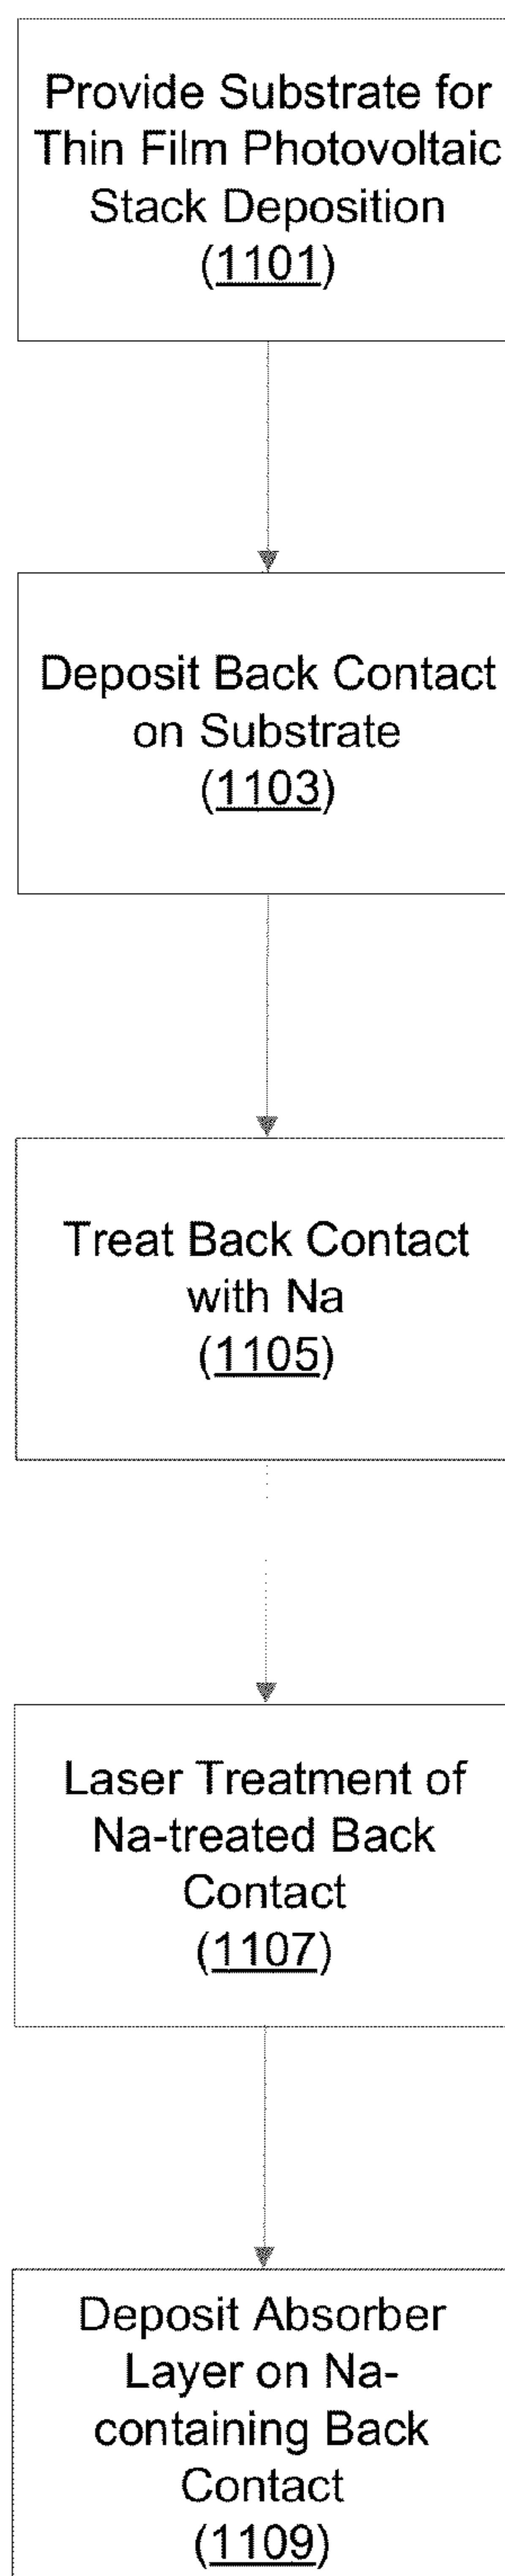 Provide Substrate for
Thin Film Photovoltaic
Stack Deposition
(1101)
Deposit Back Contact
on Substrate
(1103)
Treat Back Contact
with Na
(1105)
Laser Treatment of
Na-treated Back
Contact
(1107)
Deposit Absorber
Layer on Na-
containing Back
Contact
(1109)